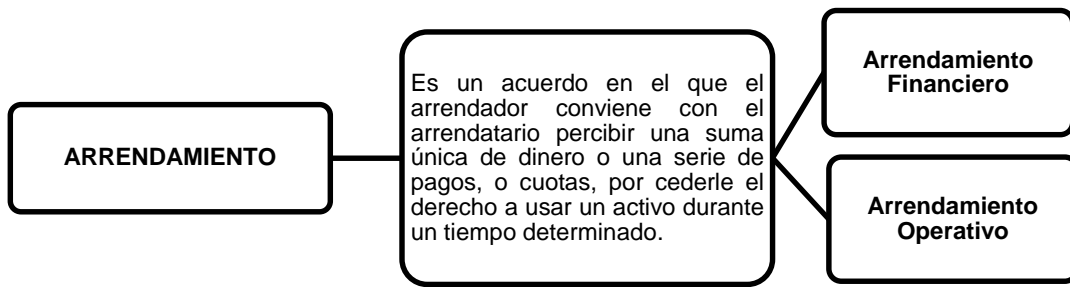 ARRENDAMIENTO
Es un acuerdo en el que el
arrendador conviene con el
arrendatario percibir una suma
única de dinero o una serie de
pagos, o cuotas, por cederle el
derecho a usar un activo durante
un tiempo determinado.
Arrendamiento
Financiero
Arrendamiento
Operativo